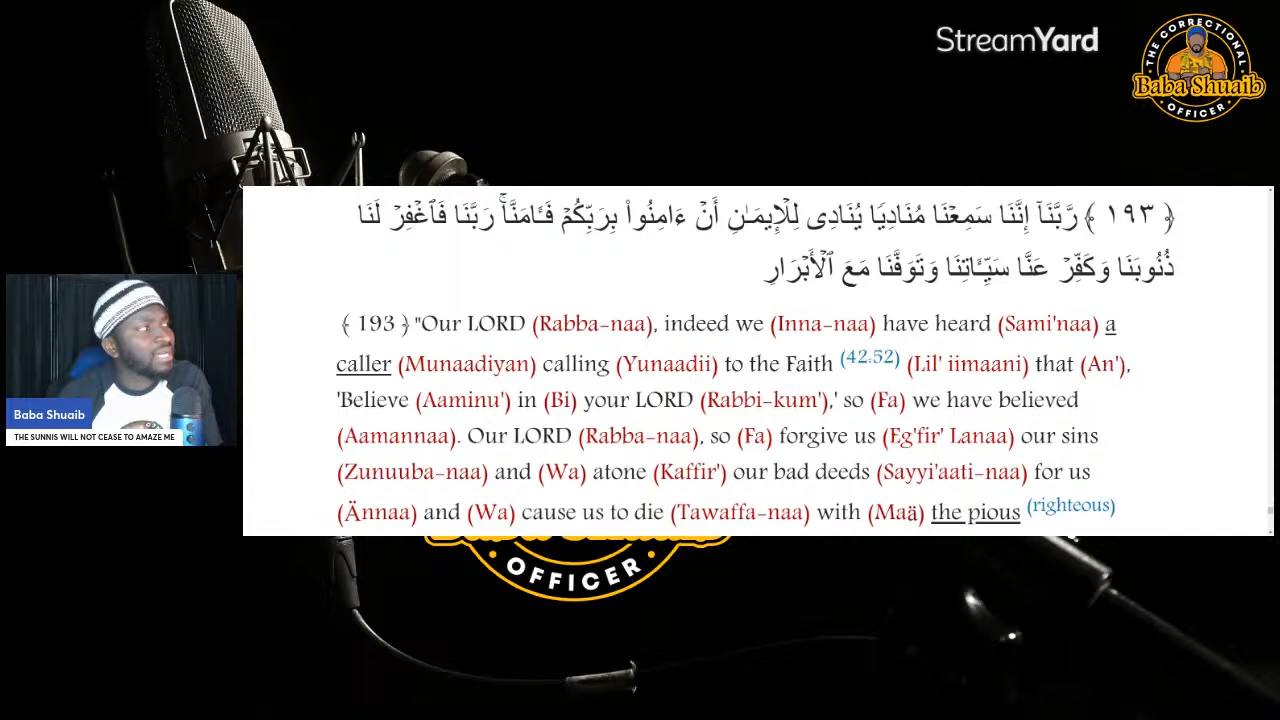 StreamYard
THE CORRECTIONAL
Baba Shuaib
OFFICER
﴿ ١٩٣ ﴾ رَّبَّنَآ إِنَّنَا سَمِعْنَا مُنَادِيًا يُنَادِى لِلْإِيمَـٰنِ أَنْ ءَامِنُوا۟ بِرَبِّكُمْ فَـَٔامَنَّا ۚ رَبَّنَا فَٱغْفِرْ لَنَا
ذُنُوبَنَا وَكَفِّرْ عَنَّا سَيِّـَٔاتِنَا وَتَوَفَّنَا مَعَ ٱلْأَبْرَارِ
﴾ 193 ﴿ "Our LORD (Rabba-naa), indeed we (Inna-naa) have heard (Sami'naa) a
caller (Munaadiyan) calling (Yunaadii) to the Faith (42:52) (Lil' iimaani) that (An'),
'Believe (Aaminu') in (Bi) your LORD (Rabbi-kum'),' so (Fa) we have believed
(Aamannaa). Our LORD (Rabba-naa), so (Fa) forgive us (Eg'fir' Lanaa) our sins
(Zunuuba-naa) and (Wa) atone (Kaffir') our bad deeds (Sayyi'aati-naa) for us
(Ännaa) and (Wa) cause us to die (Tawaffa-naa) with (Maä) the pious (righteous)
Baba Shuaib
THE SUNNIS WILL NOT CEASE TO AMAZE ME
OFFICER